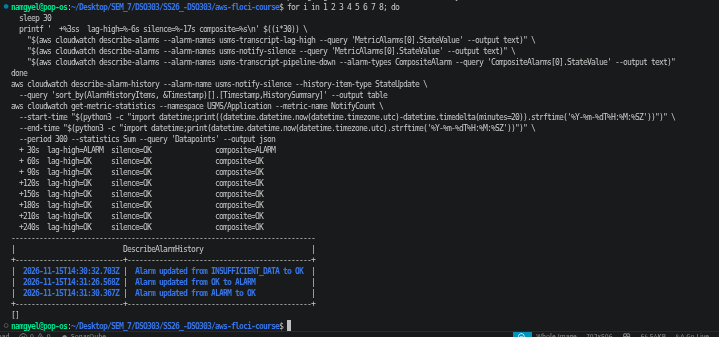 namgyel@pop-os:~/Desktop/SEM_7/DSO303/SS26_-DSO303/aws-floci-course$ for i in 1 2 3 4 5 6 7 8; do
  sleep 30
  printf '  +%3ss  lag-high=%-6s silence=%-17s composite=%s\n' $((i*30)) \
    "$(aws cloudwatch describe-alarms --alarm-names usms-transcript-lag-high --query 'MetricAlarms[0].StateValue' --output text)" \
    "$(aws cloudwatch describe-alarms --alarm-names usms-notify-silence --query 'MetricAlarms[0].StateValue' --output text)" \
    "$(aws cloudwatch describe-alarms --alarm-names usms-transcript-pipeline-down --alarm-types CompositeAlarm --query 'CompositeAlarms[0].StateValue' --output text)"
done
aws cloudwatch describe-alarm-history --alarm-name usms-notify-silence --history-item-type StateUpdate \
  --query 'sort_by(AlarmHistoryItems, &Timestamp)[].[Timestamp,HistorySummary]' --output table
aws cloudwatch get-metric-statistics --namespace USMS/Application --metric-name NotifyCount \
  --start-time "$(python3 -c "import datetime;print((datetime.datetime.now(datetime.timezone.utc)-datetime.timedelta(minutes=20)).strftime('%Y-%m-%dT%H:%M:%SZ'))")" \
  --end-time "$(python3 -c "import datetime;print(datetime.datetime.now(datetime.timezone.utc).strftime('%Y-%m-%dT%H:%M:%SZ'))")" \
  --period 300 --statistics Sum --query 'Datapoints' --output json
  + 30s  lag-high=ALARM  silence=OK                composite=ALARM
  + 60s  lag-high=OK     silence=OK                composite=OK
  + 90s  lag-high=OK     silence=OK                composite=OK
  +120s  lag-high=OK     silence=OK                composite=OK
  +150s  lag-high=OK     silence=OK                composite=OK
  +180s  lag-high=OK     silence=OK                composite=OK
  +210s  lag-high=OK     silence=OK                composite=OK
  +240s  lag-high=OK     silence=OK                composite=OK
DescribeAlarmHistory
2026-11-15T14:30:32.703Z | Alarm updated from INSUFFICIENT_DATA to OK
2026-11-15T14:31:26.568Z | Alarm updated from OK to ALARM
2026-11-15T14:31:30.367Z | Alarm updated from ALARM to OK
[]
namgyel@pop-os:~/Desktop/SEM_7/DSO303/SS26_-DSO303/aws-floci-course$